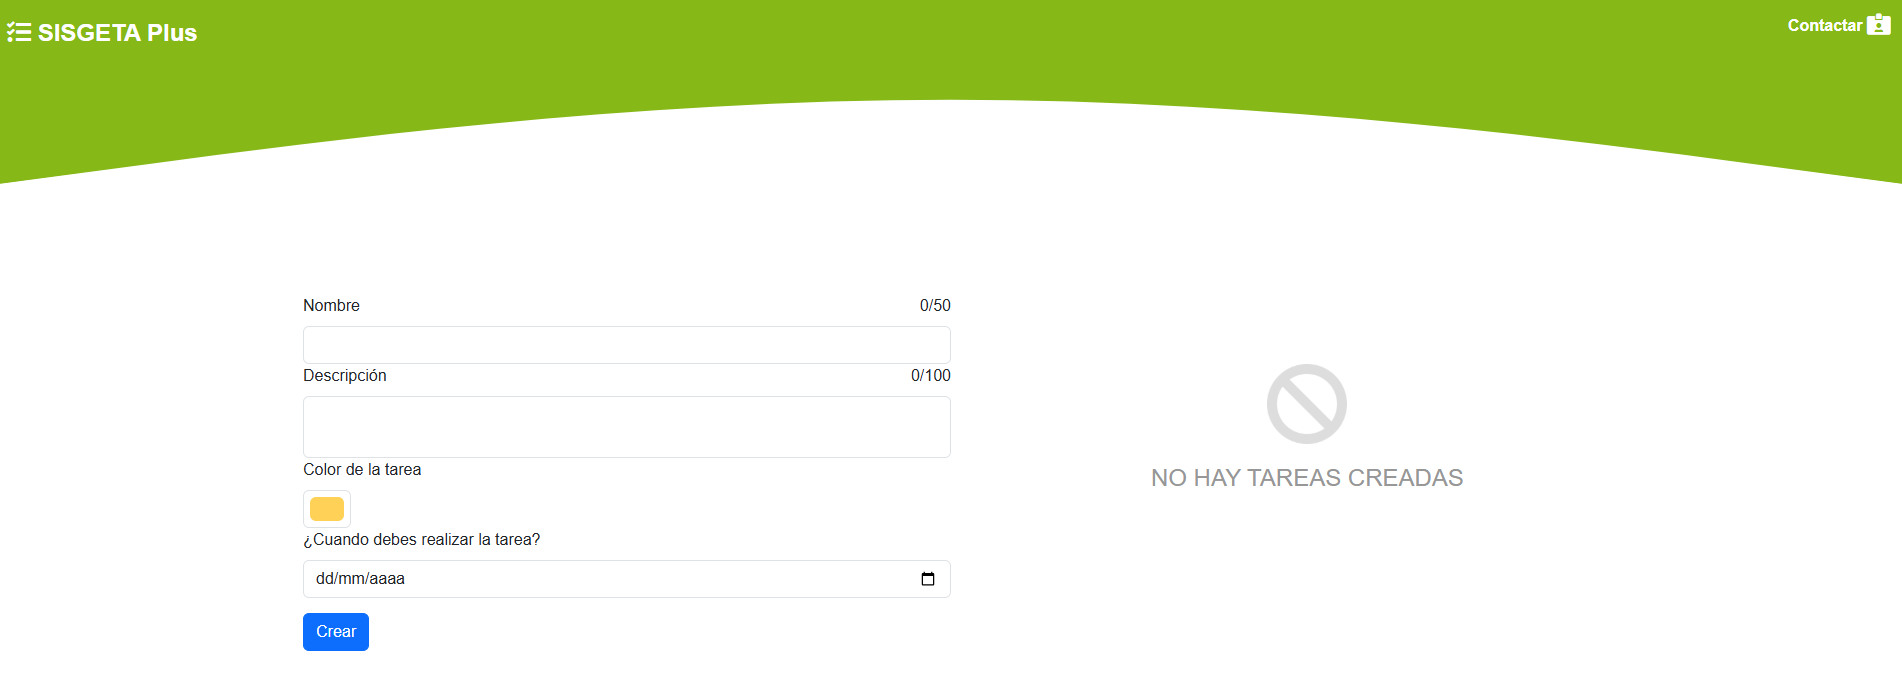 SISGETA Plus
Contactar
Nombre 0/50
Descripción 0/100
Color de la tarea
¿Cuando debes realizar la tarea?
dd/mm/aaaa
Crear
NO HAY TAREAS CREADAS